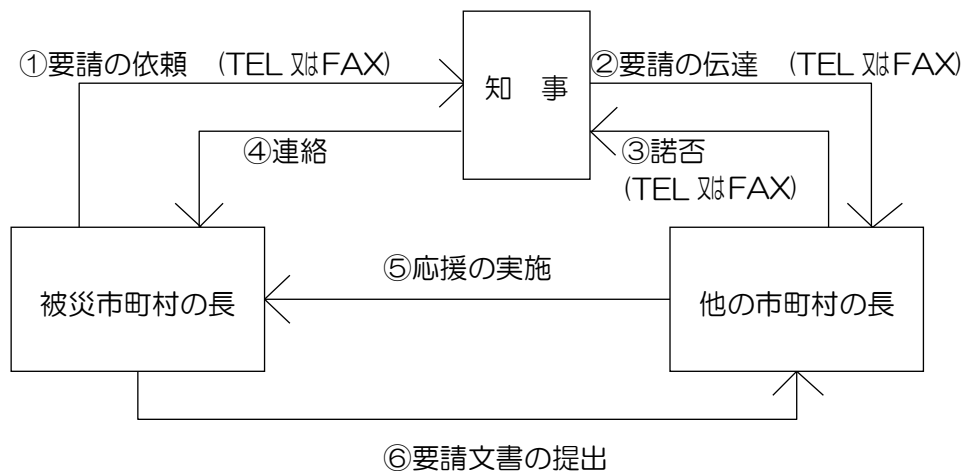 ①要請の依頼　(TEL 又はFAX)
知　事
②要請の伝達　(TEL 又はFAX)
④連絡
③諾否
(TEL 又はFAX)
被災市町村の長
⑤応援の実施
他の市町村の長
⑥要請文書の提出